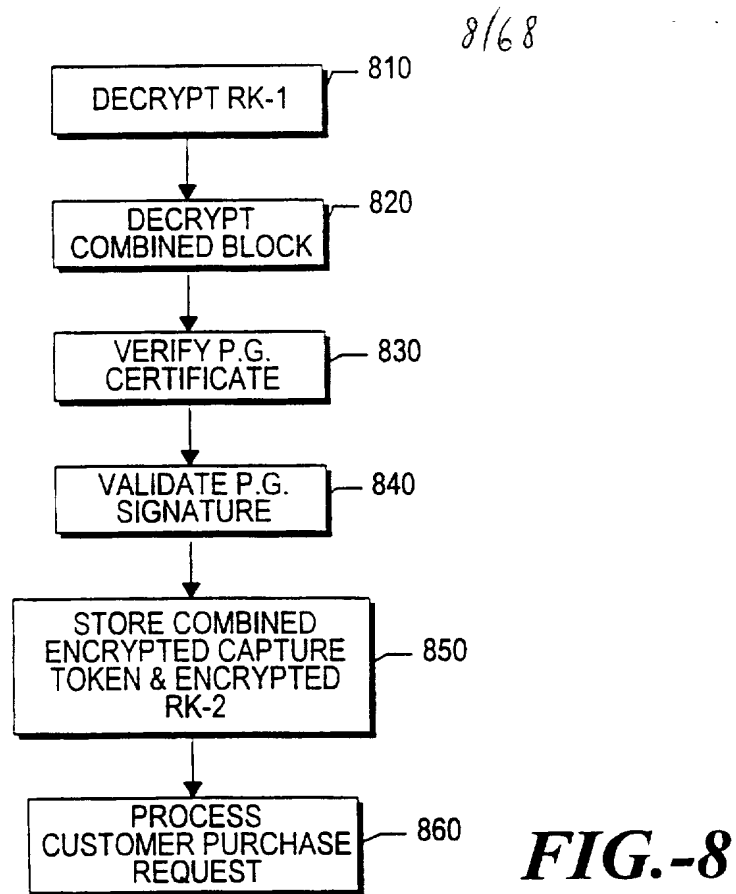 8/68
810
DECRYPT RK-1
820
DECRYPT
COMBINED BLOCK
830
VERIFY P.G.
CERTIFICATE
840
VALIDATE P.G.
SIGNATURE
850
STORE COMBINED
ENCRYPTED CAPTURE
TOKEN & ENCRYPTED
RK-2
860
PROCESS
CUSTOMER PURCHASE
REQUEST
FIG.-8